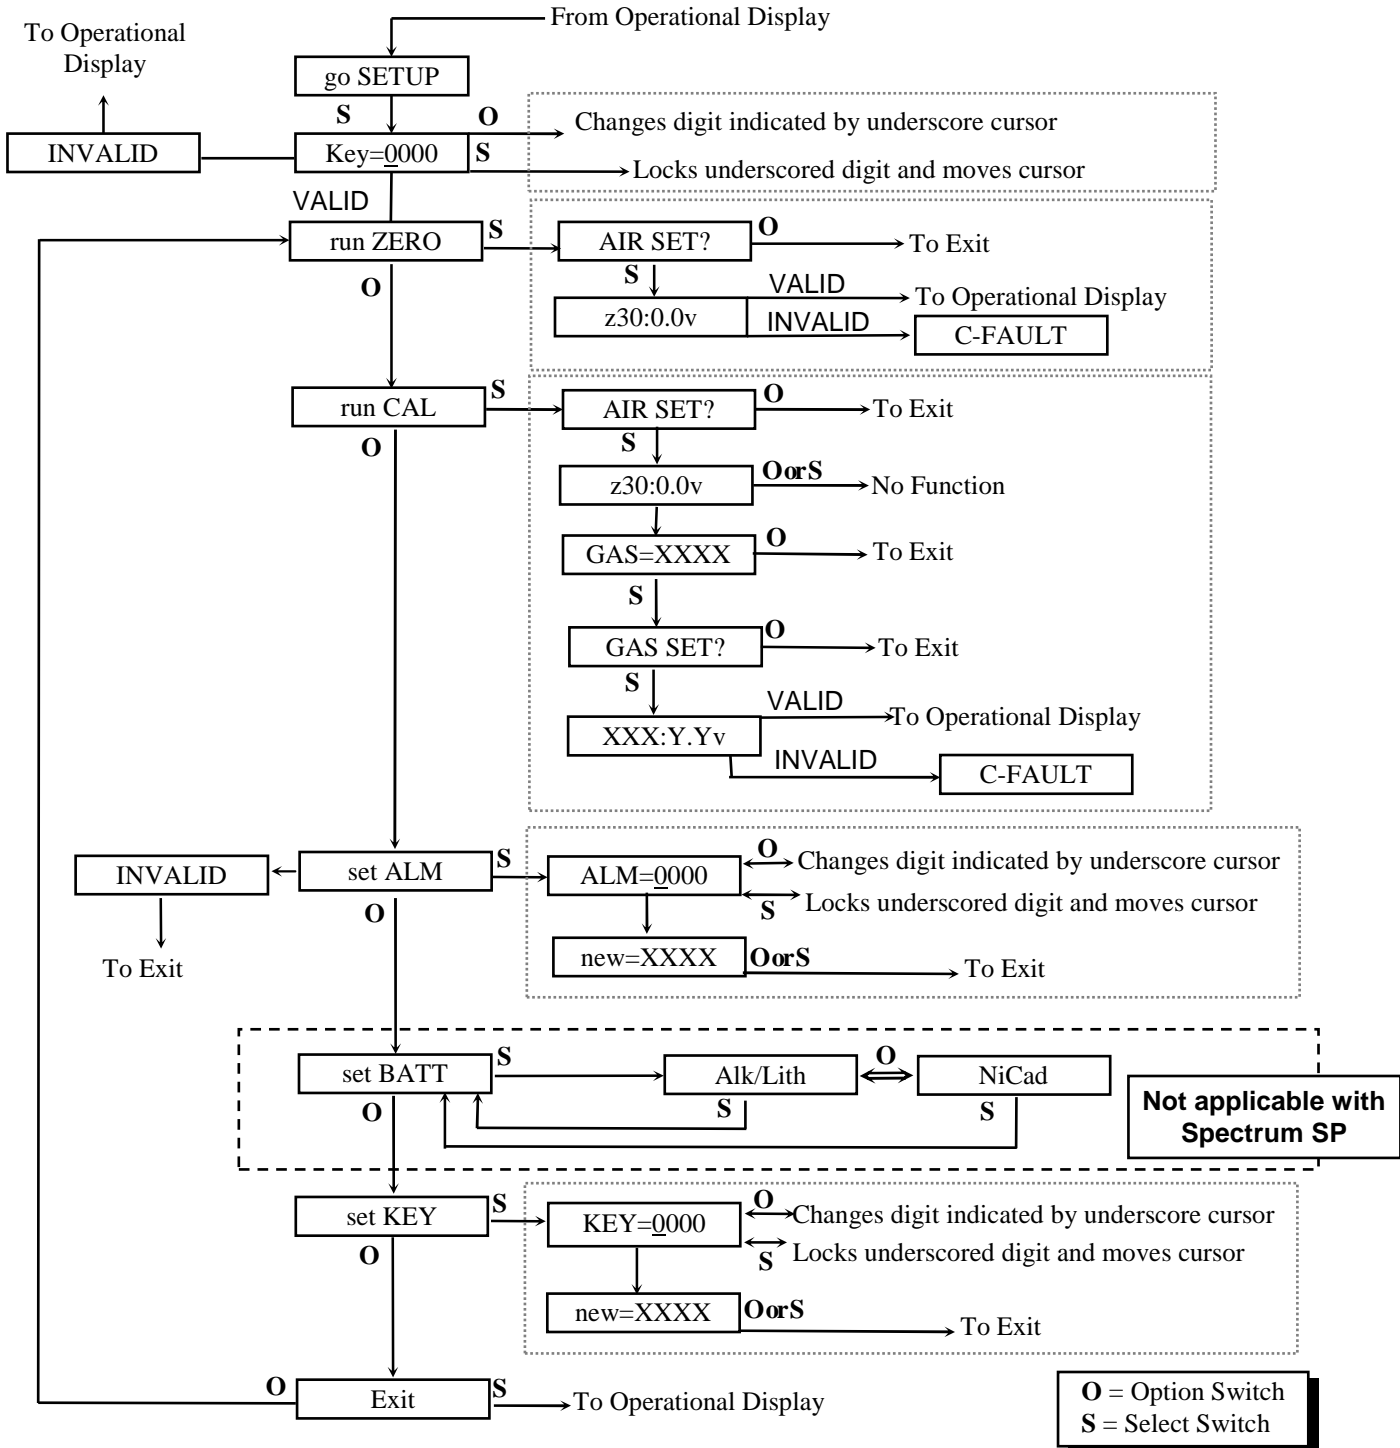 From Operational Display
To Operational
Display
go SETUP
S
O
Changes digit indicated by underscore cursor
INVALID
Key=0000
S
Locks underscored digit and moves cursor
VALID
run ZERO
S
AIR SET?
O
To Exit
O
S
VALID
To Operational Display
z30:0.0v
INVALID
C-FAULT
run CAL
S
AIR SET?
O
To Exit
O
S
z30:0.0v
OorS
No Function
GAS=XXXX
O
To Exit
S
GAS SET?
O
To Exit
S
VALID
To Operational Display
XXX:Y.Yv
INVALID
C-FAULT
INVALID
set ALM
S
ALM=0000
O
Changes digit indicated by underscore cursor
O
S
Locks underscored digit and moves cursor
To Exit
new=XXXX
OorS
To Exit
set BATT
S
Alk/Lith
O
NiCad
O
S
S
Not applicable with
Spectrum SP
set KEY
S
KEY=0000
O
Changes digit indicated by underscore cursor
O
S
Locks underscored digit and moves cursor
new=XXXX
OorS
To Exit
O
Exit
S
To Operational Display
O = Option Switch
S = Select Switch